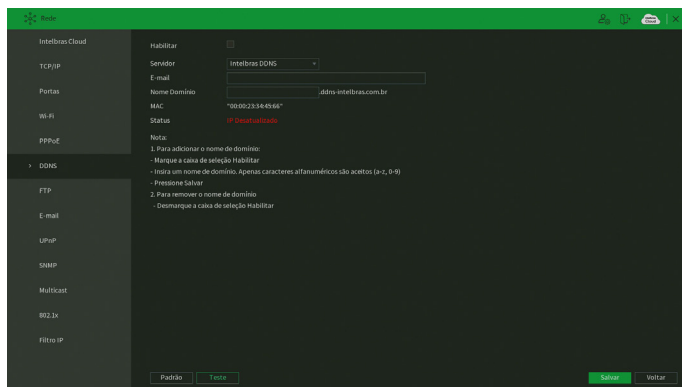 Rede
Intelbras Cloud
TCP/IP
Portas
Wi-Fi
PPPoE
> DDNS
FTP
E-mail
UPnP
SNMP
Multicast
802.1x
Filtro IP
Habilitar
Servidor Intelbras DDNS
E-mail
Nome Domínio .ddns-intelbras.com.br
MAC "00:00:23:34:45:66"
Status IP Desatualizado
Nota:
1. Para adicionar o nome de domínio:
- Marque a caixa de seleção Habilitar
- Insira um nome de domínio. Apenas caracteres alfanuméricos são aceitos (a-z, 0-9)
- Pressione Salvar
2. Para remover o nome de domínio
- Desmarque a caixa de seleção Habilitar
Padrão Teste Salvar Voltar